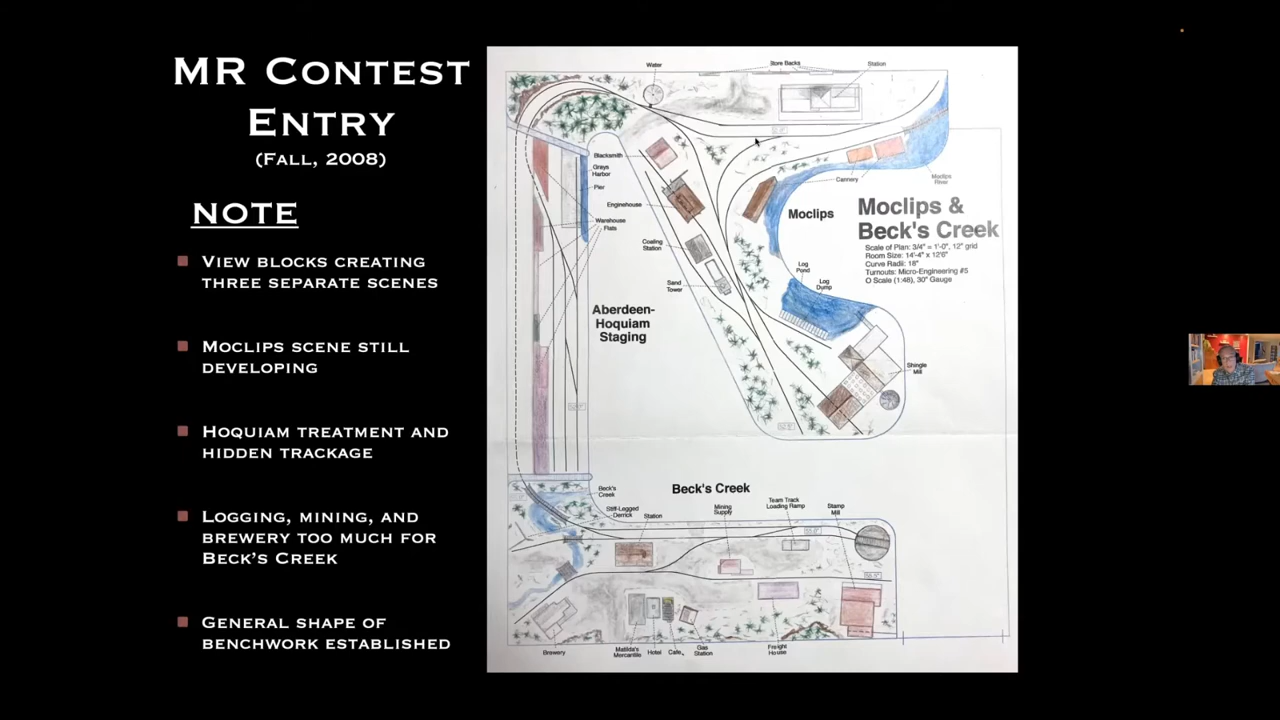 MR Contest
Entry
(Fall, 2008)
NOTE
View blocks creating
three separate scenes
Moclips scene still
developing
Hoquiam treatment and
hidden trackage
Logging, mining, and
brewery too much for
Beck's Creek
General shape of
benchwork established
Water
Store Backs
Station
Blacksmith
Grays
Harbor
Pier
Enginehouse
Warehouse
Flats
Coaling
Station
Sand
Tower
Cannery
Moclips
River
Moclips
Moclips &
Beck's Creek
Scale of Plan: 3/4" = 1'-0", 12" grid
Room Size: 14'-4" x 12'6"
Curve Radii: 18"
Turnouts: Micro-Engineering #5
O Scale (1:48), 30" Gauge
Log
Pond
Log
Dump
Aberdeen-
Hoquiam
Staging
Shingle
Mill
Beck's Creek
Beck's
Creek
Stiff-Legged
Derrick
Station
Mining
Supply
Team Track
Loading Ramp
Stamp
Mill
Brewery
Matilda's
Mercantile
Hotel
Cafe
Gas
Station
Freight
House